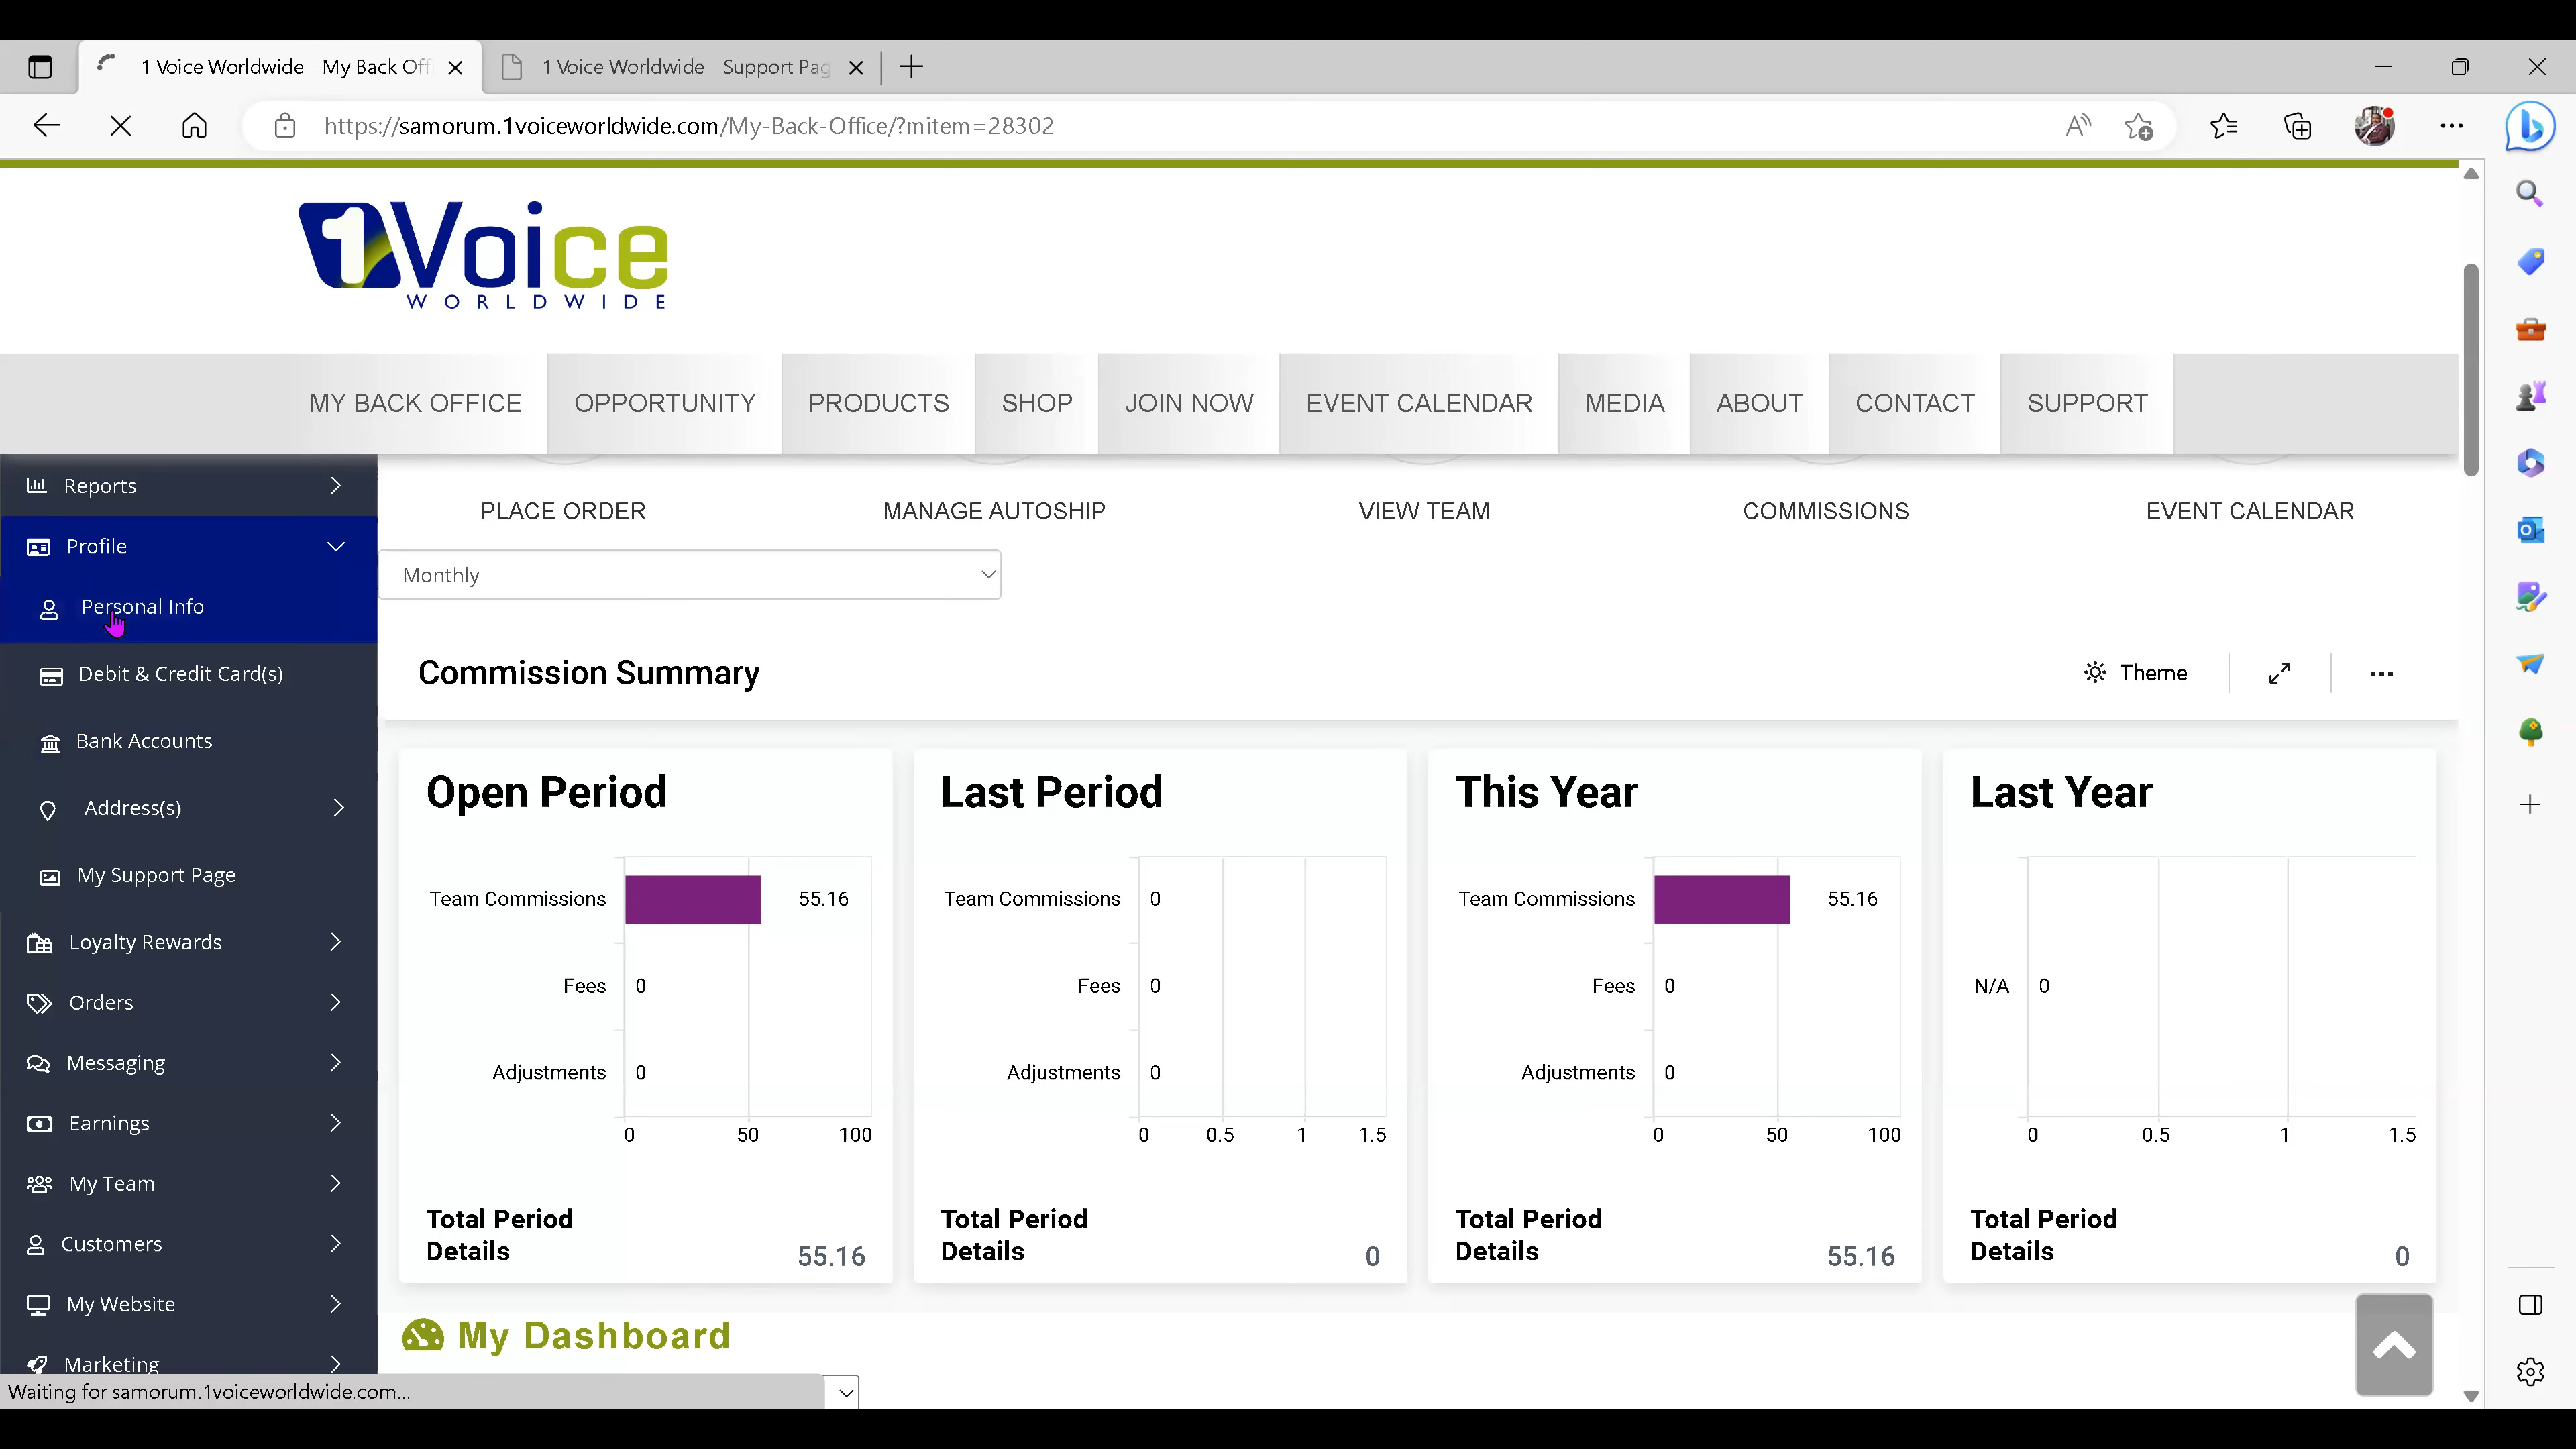 1 Voice Worldwide - My Back Off
1 Voice Worldwide - Support Pag
https://samorum.1voiceworldwide.com/My-Back-Office/?mitem=28302
1Voice
WORLDWIDE
MY BACK OFFICE
OPPORTUNITY
PRODUCTS
SHOP
JOIN NOW
EVENT CALENDAR
MEDIA
ABOUT
CONTACT
SUPPORT
Reports
Profile
Personal Info
Debit & Credit Card(s)
Bank Accounts
Address(s)
My Support Page
Loyalty Rewards
Orders
Messaging
Earnings
My Team
Customers
My Website
Marketing
PLACE ORDER
MANAGE AUTOSHIP
VIEW TEAM
COMMISSIONS
EVENT CALENDAR
Monthly
Commission Summary
Theme
Open Period
Team Commissions 55.16
Fees 0
Adjustments 0
0 50 100
Total Period
Details 55.16
Last Period
Team Commissions 0
Fees 0
Adjustments 0
0 0.5 1 1.5
Total Period
Details 0
This Year
Team Commissions 55.16
Fees 0
Adjustments 0
0 50 100
Total Period
Details 55.16
Last Year
N/A 0
0 0.5 1 1.5
Total Period
Details 0
My Dashboard
Waiting for samorum.1voiceworldwide.com...